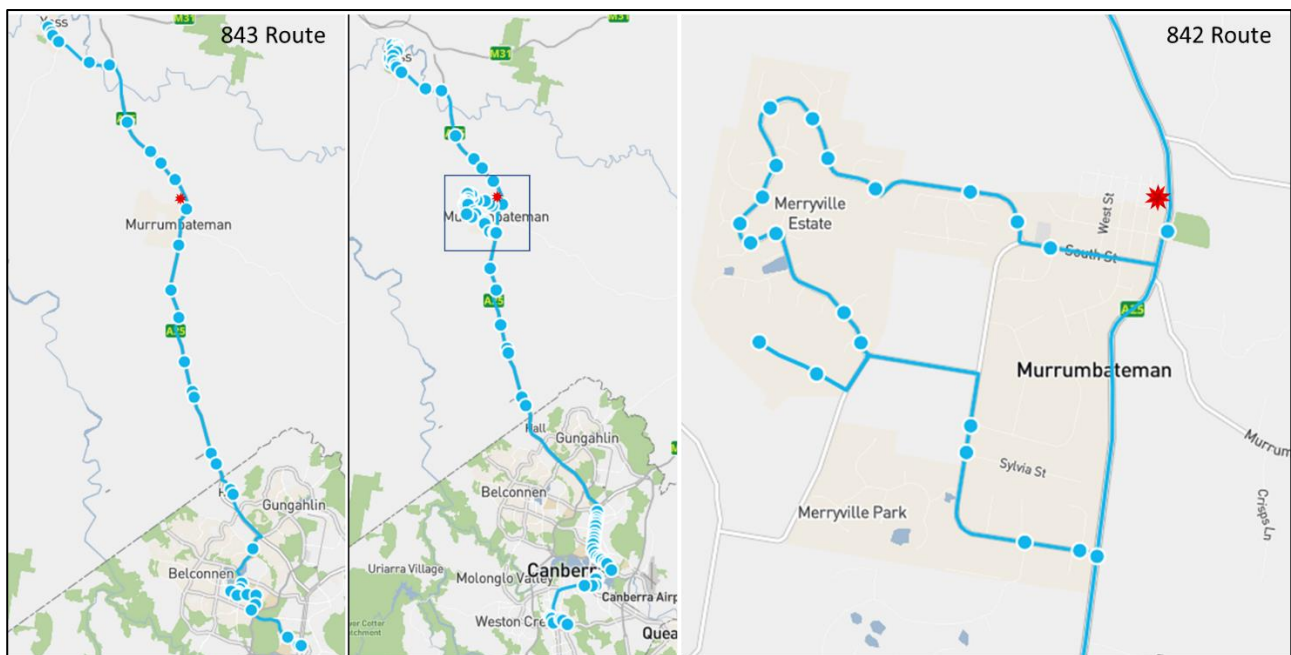 843 Route
M31
Murrumbateman
A25
Gungahlin
Belconnen
M31
A25
Hall
Gungahlin
Belconnen
Uriarra Village
Molonglo Valley
Canberra
Canberra Airp
Weston Cre
Quea
842 Route
Merryville
Estate
West St
South St
A25
Murrumbateman
Murrum
Sylvia St
Merryville Park
Crisps Ln